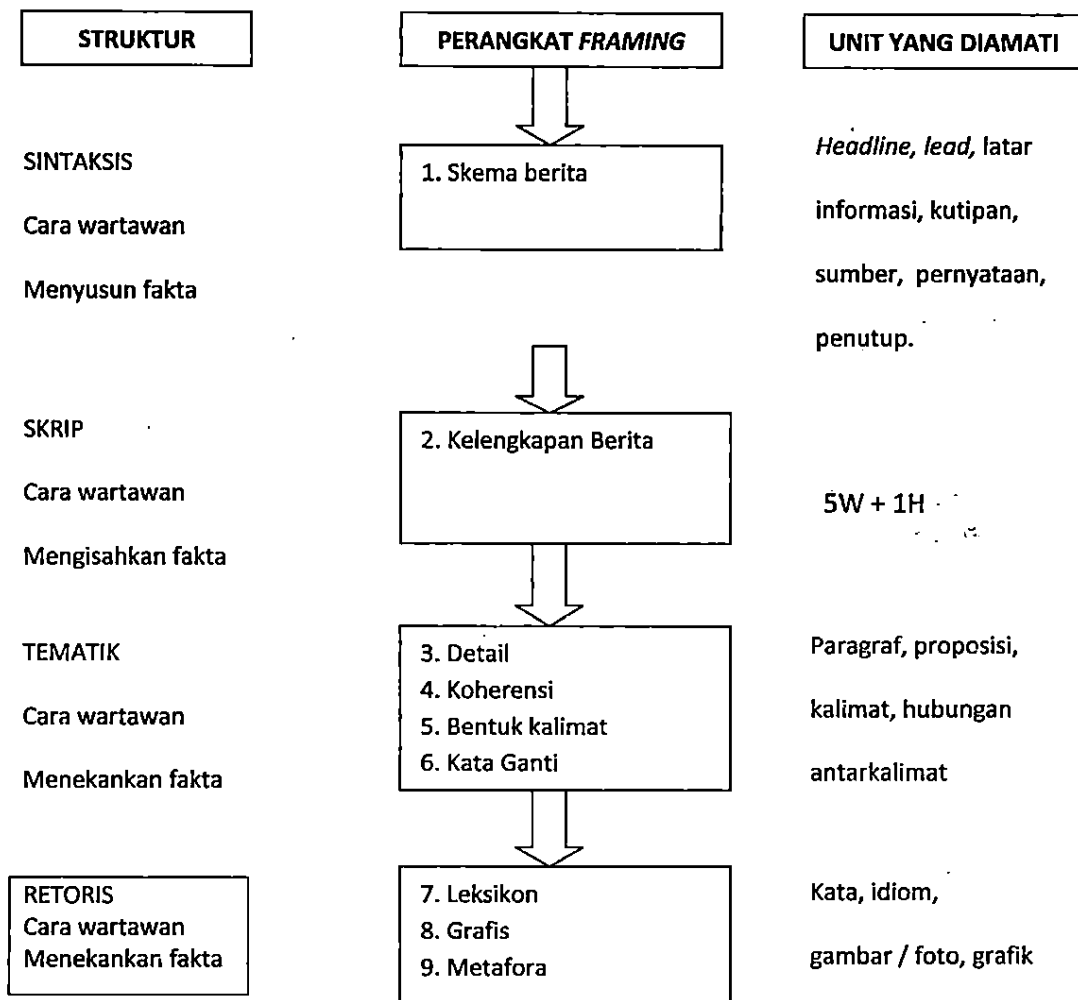 STRUKTUR
PERANGKAT FRAMING
UNIT YANG DIAMATI
SINTAKSIS
Cara wartawan
Menyusun fakta
1. Skema berita
Headline, lead, latar
informasi, kutipan,
sumber, pernyataan,
penutup.
SKRIP
Cara wartawan
Mengisahkan fakta
2. Kelengkapan Berita
5W + 1H
TEMATIK
Cara wartawan
Menekankan fakta
3. Detail
4. Koherensi
5. Bentuk kalimat
6. Kata Ganti
Paragraf, proposisi,
kalimat, hubungan
antarkalimat
RETORIS
Cara wartawan
Menekankan fakta
7. Leksikon
8. Grafis
9. Metafora
Kata, idiom,
gambar / foto, grafik